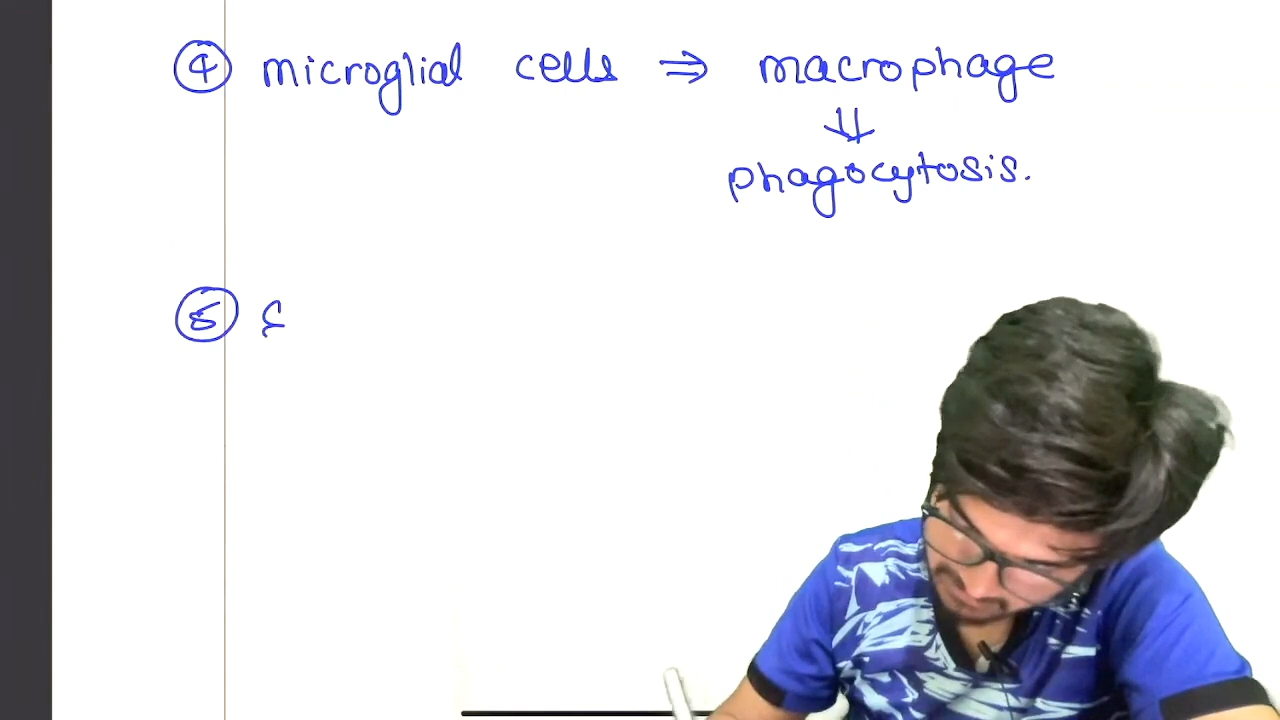 ④ microglial cells ⇒ macrophage
⇓
phagocytosis.
⑤